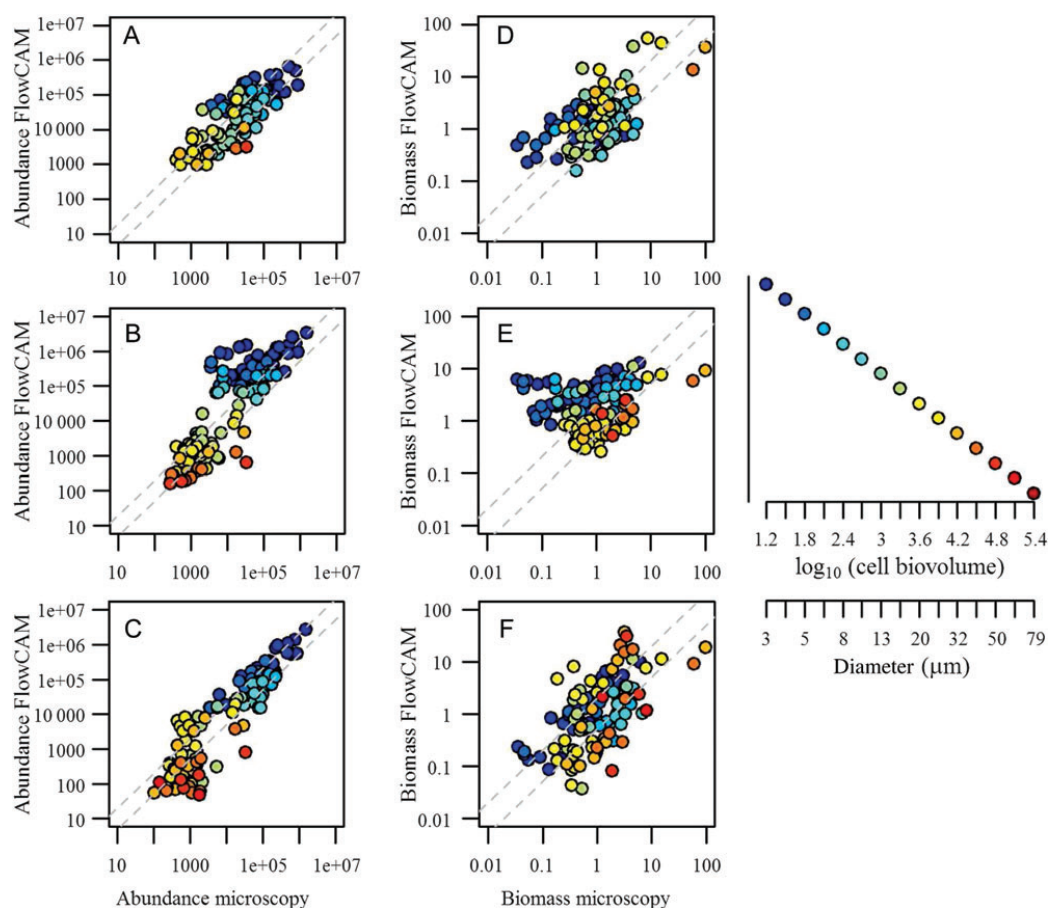 A
Abundance FlowCAM
1e+07
1e+06
1e+05
10 000
1000
100
10
10 1000 1e+05 1e+07
D
Biomass FlowCAM
100
10
1
0.1
0.01
0.01 0.1 1 10 100
B
Abundance FlowCAM
1e+07
1e+06
1e+05
10 000
1000
100
10
10 1000 1e+05 1e+07
E
Biomass FlowCAM
100
10
1
0.1
0.01
0.01 0.1 1 10 100
1.2 1.8 2.4 3 3.6 4.2 4.8 5.4
log₁₀ (cell biovolume)
3 5 8 13 20 32 50 79
Diameter (μm)
C
Abundance FlowCAM
1e+07
1e+06
1e+05
10 000
1000
100
10
10 1000 1e+05 1e+07
Abundance microscopy
F
Biomass FlowCAM
100
10
1
0.1
0.01
0.01 0.1 1 10 100
Biomass microscopy